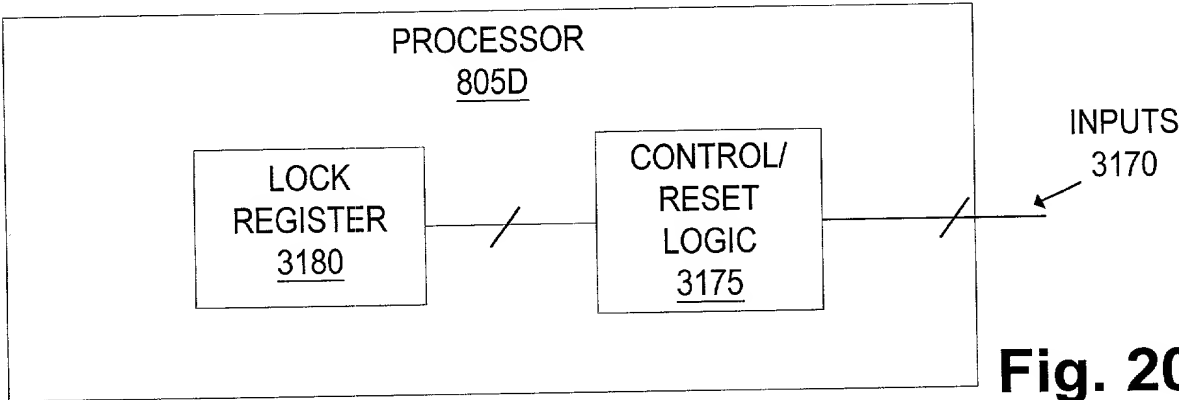 PROCESSOR
805D
LOCK
REGISTER
3180
CONTROL/
RESET
LOGIC
3175
INPUTS
3170
Fig. 20